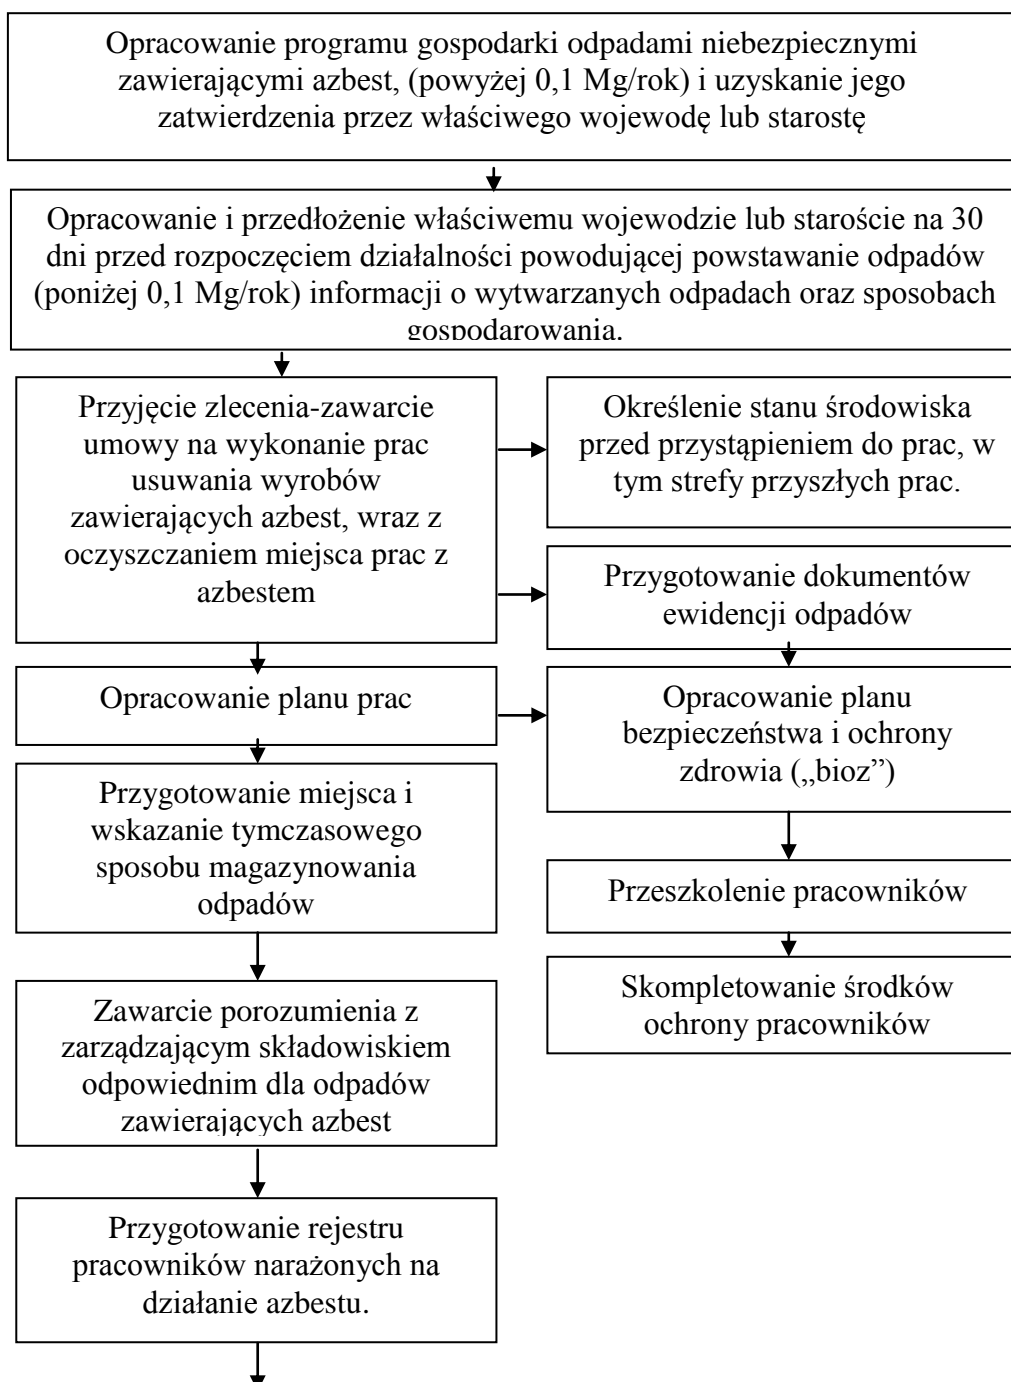 Opracowanie programu gospodarki odpadami niebezpiecznymi
zawierającymi azbest, (powyżej 0,1 Mg/rok) i uzyskanie jego
zatwierdzenia przez właściwego wojewodę lub starostę
Opracowanie i przedłożenie właściwemu wojewodzie lub staroście na 30
dni przed rozpoczęciem działalności powodującej powstawanie odpadów
(poniżej 0,1 Mg/rok) informacji o wytwarzanych odpadach oraz sposobach
gospodarowania.
Przyjęcie zlecenia-zawarcie
umowy na wykonanie prac
usuwania wyrobów
zawierających azbest, wraz z
oczyszczaniem miejsca prac z
azbestem
Określenie stanu środowiska
przed przystąpieniem do prac, w
tym strefy przyszłych prac.
Przygotowanie dokumentów
ewidencji odpadów
Opracowanie planu prac
Opracowanie planu
bezpieczeństwa i ochrony
zdrowia („bioz”)
Przygotowanie miejsca i
wskazanie tymczasowego
sposobu magazynowania
odpadów
Przeszkolenie pracowników
Skompletowanie środków
ochrony pracowników
Zawarcie porozumienia z
zarządzającym składowiskiem
odpowiednim dla odpadów
zawierających azbest
Przygotowanie rejestru
pracowników narażonych na
działanie azbestu.